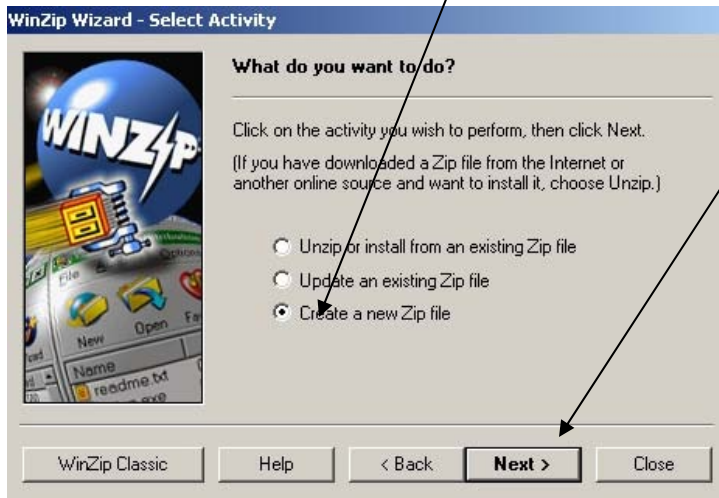 WinZip Wizard - Select Activity
What do you want to do?
WINZIP
Click on the activity you wish to perform, then click Next.
(If you have downloaded a Zip file from the Internet or
another online source and want to install it, choose Unzip.)
Unzip or install from an existing Zip file
Update an existing Zip file
Create a new Zip file
File
Options
New
Open
Name
readme.txt
WinZip Classic
Help
< Back
Next >
Close